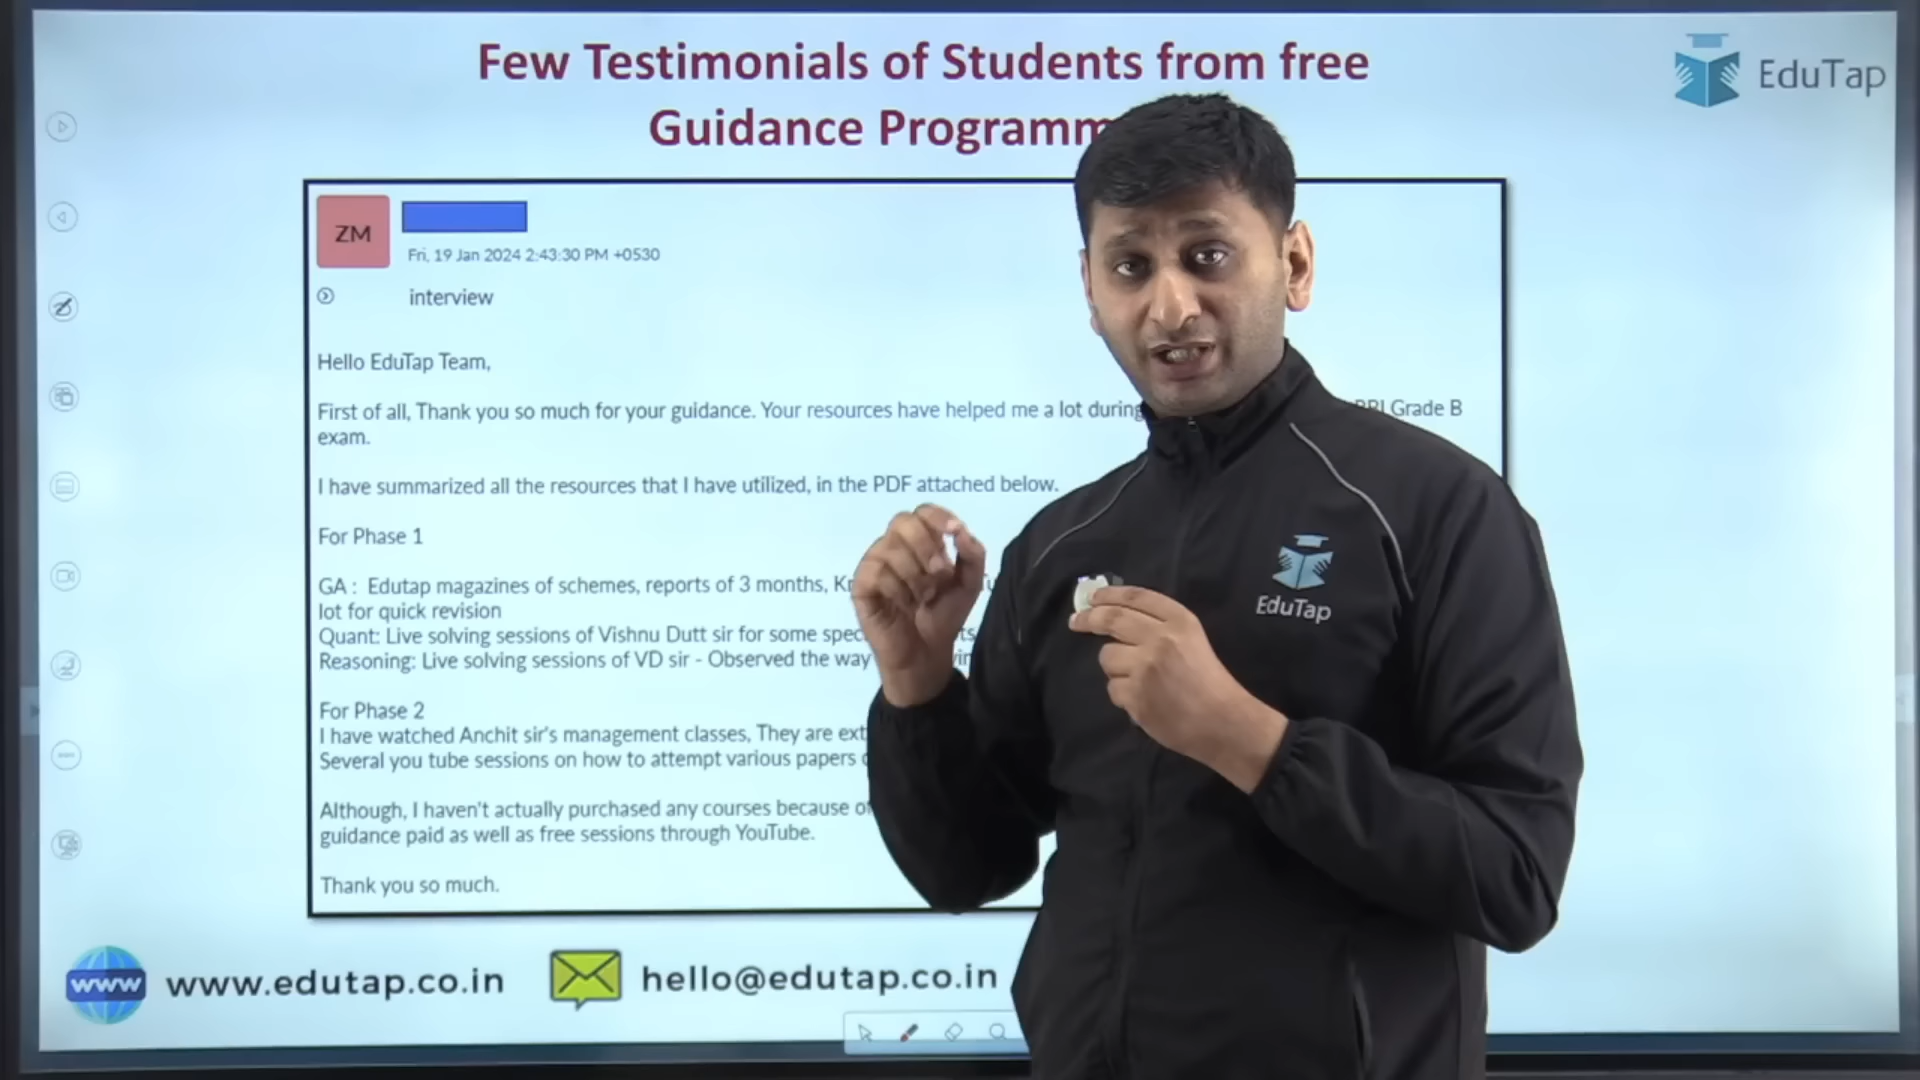 Few Testimonials of Students from free
Guidance
EduTap
ZM
Fri, 19 Jan 2024 2:43:30 PM +0530
interview
Hello EduTap Team,
First of all, Thank you so much for your guidance. Your resources have helped me a lot during Grade B
exam.
I have summarized all the resources that I have utilized, in the PDF attached below.
For Phase 1
GA : Edutap magazines of schemes, reports of 3 months,
lot for quick revision
Quant: Live solving sessions of Vishnu Dutt sir for some
Reasoning: Live solving sessions of VD sir - Observed the way
For Phase 2
I have watched Anchit sir's management classes, They are
Several you tube sessions on how to attempt various papers
Although, I haven't actually purchased any courses because
guidance paid as well as free sessions through YouTube.
Thank you so much.
EduTap
www
www.edutap.co.in
hello@edutap.co.in